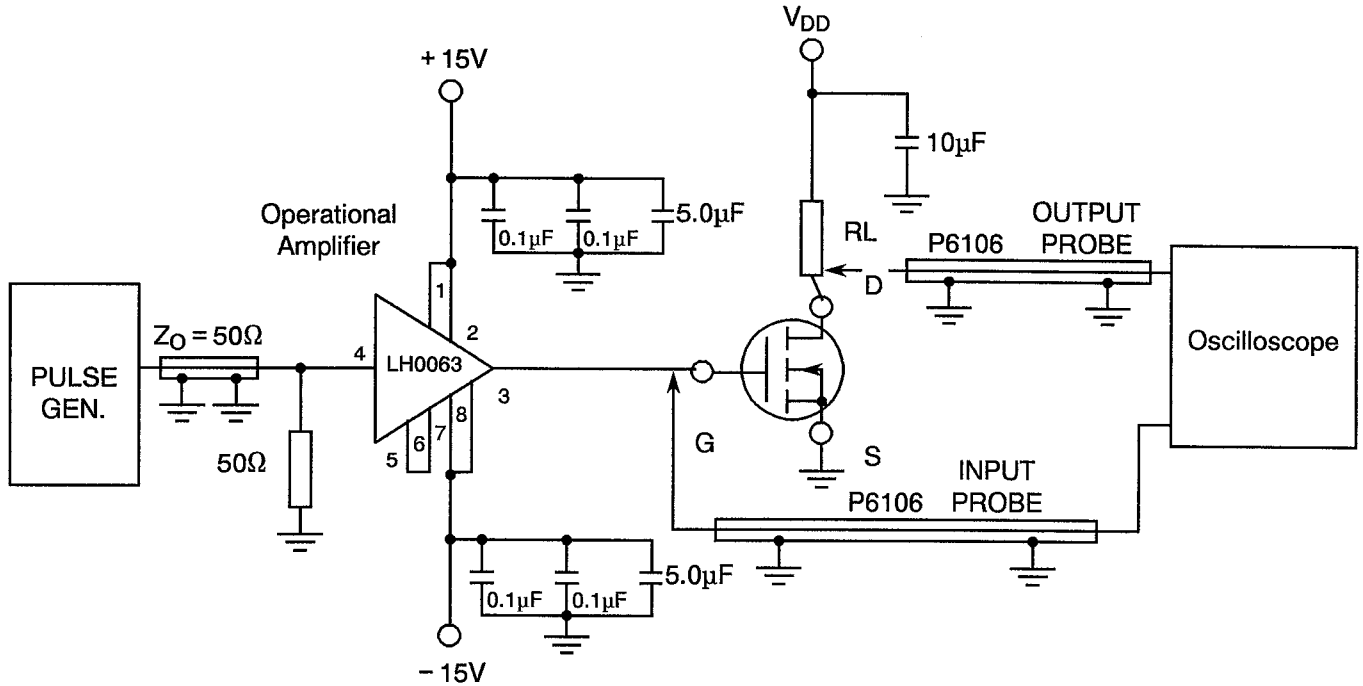 V_DD
+ 15V
10μF
Operational
Amplifier
5.0μF
0.1μF
0.1μF
RL
OUTPUT
PROBE
P6106
D
1
2
Z_O = 50Ω
4
LH0063
3
PULSE
GEN.
Oscilloscope
50Ω
5
6
7
8
G
S
INPUT
PROBE
P6106
5.0μF
0.1μF
0.1μF
− 15V